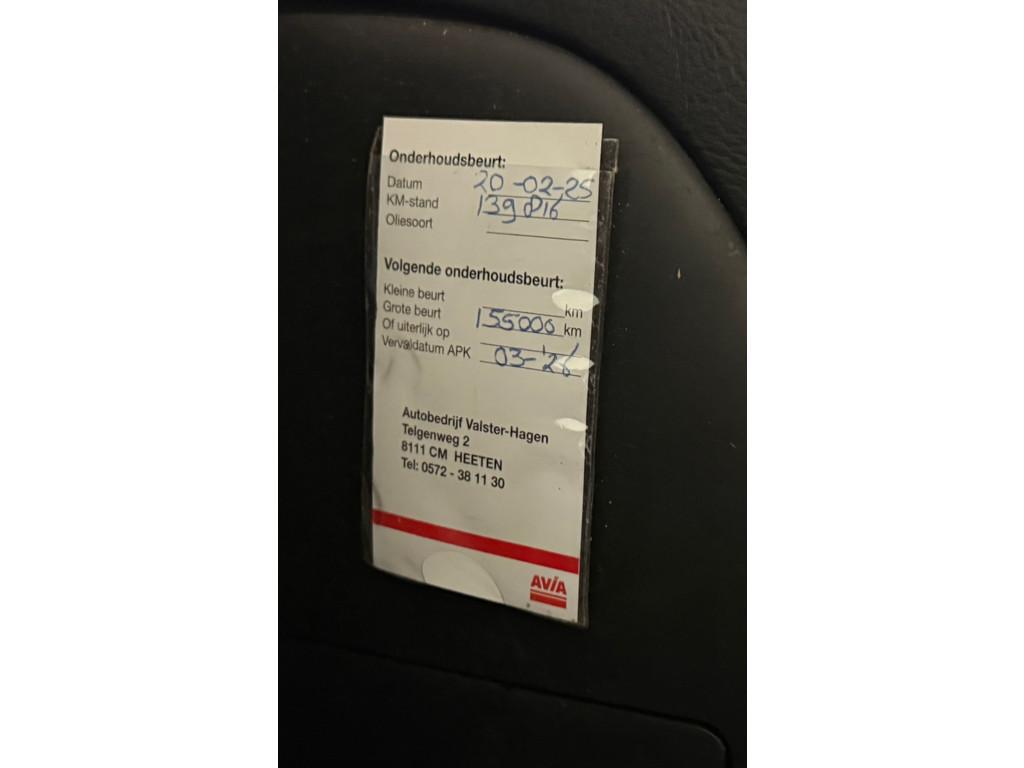 Onderhoudsbeurt:
Datum 20-02-25
KM-stand 139 816
Oliesoort
Volgende onderhoudsbeurt:
Kleine beurt km
Grote beurt 155000 km
Of uiterlijk op
Vervaldatum APK 03-'26
Autobedrijf Valster-Hagen
Telgenweg 2
8111 CM HEETEN
Tel: 0572 - 38 11 30
AVIA